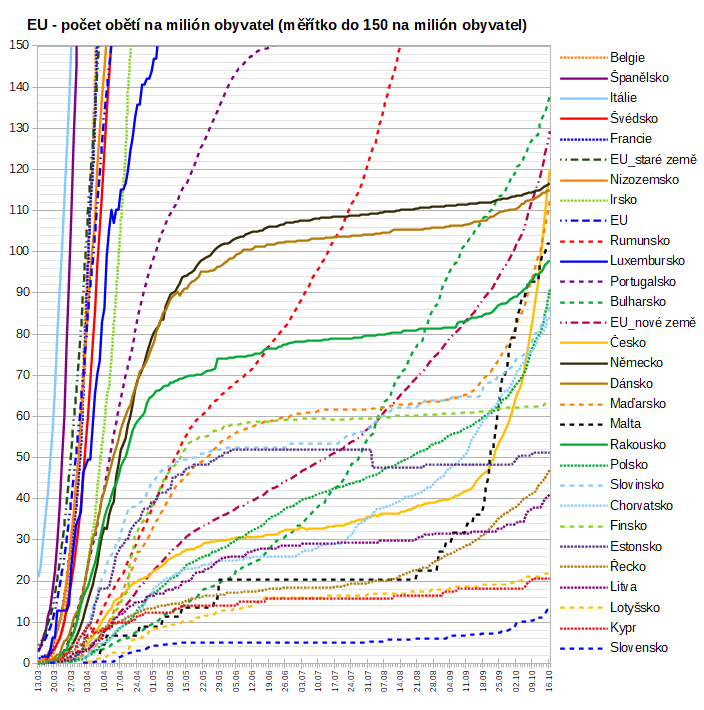 EU - počet obětí na milión obyvatel (měřítko do 150 na milión obyvatel)
150
140
130
120
110
100
90
80
70
60
50
40
30
20
10
0
13.03
20.03
27.03
03.04
10.04
17.04
24.04
01.05
08.05
15.05
22.05
29.05
05.06
12.06
19.06
26.06
03.07
10.07
17.07
24.07
31.07
07.08
14.08
21.08
28.08
04.09
11.09
18.09
25.09
02.10
09.10
16.10
Belgie
Španělsko
Itálie
Švédsko
Francie
EU_staré země
Nizozemsko
Irsko
EU
Rumunsko
Luxembursko
Portugalsko
Bulharsko
EU_nové země
Česko
Německo
Dánsko
Maďarsko
Malta
Rakousko
Polsko
Slovinsko
Chorvatsko
Finsko
Estonsko
Řecko
Litva
Lotyšsko
Kypr
Slovensko